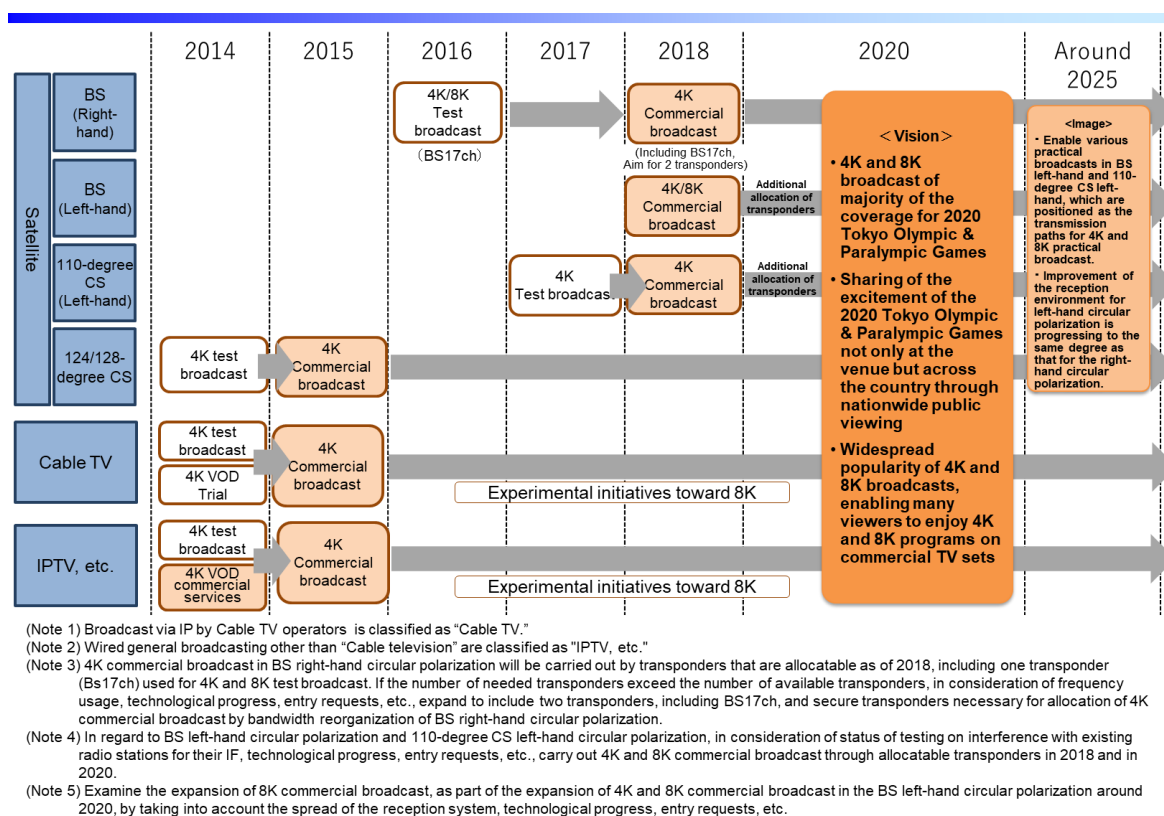 2014
2015
2016
2017
2018
2020
Around
2025
Satellite
BS
(Right-
hand)
4K/8K
Test
broadcast
（BS17ch）
4K
Commercial
broadcast
(Including BS17ch,
Aim for 2 transponders)
BS
(Left-hand)
4K/8K
Commercial
broadcast
Additional
allocation of
transponders
110-degree
CS
(Left-hand)
4K
Test broadcast
4K
Commercial
broadcast
Additional
allocation of
transponders
124/128-
degree CS
4K test
broadcast
4K
Commercial
broadcast
Cable TV
4K test
broadcast
4K VOD
Trial
4K
Commercial
broadcast
Experimental initiatives toward 8K
IPTV, etc.
4K test
broadcast
4K VOD
commercial
services
4K
Commercial
broadcast
Experimental initiatives toward 8K
＜Vision＞
• 4K and 8K
broadcast of
majority of the
coverage for 2020
Tokyo Olympic &
Paralympic Games
• Sharing of the
excitement of the
2020 Tokyo Olympic
& Paralympic Games
not only at the
venue but across
the country through
nationwide public
viewing
• Widespread
popularity of 4K and
8K broadcasts,
enabling many
viewers to enjoy 4K
and 8K programs on
commercial TV sets
<Image>
・Enable various
practical
broadcasts in BS
left-hand and 110-
degree CS left-
hand, which are
positioned as the
transmission
paths for 4K and
8K practical
broadcast.
・Improvement of
the reception
environment for
left-hand circular
polarization is
progressing to the
same degree as
that for the right-
hand circular
polarization.
(Note 1) Broadcast via IP by Cable TV operators is classified as “Cable TV.”
(Note 2) Wired general broadcasting other than “Cable television” are classified as "IPTV, etc."
(Note 3) 4K commercial broadcast in BS right-hand circular polarization will be carried out by transponders that are allocatable as of 2018, including one transponder
(Bs17ch) used for 4K and 8K test broadcast. If the number of needed transponders exceed the number of available transponders, in consideration of frequency
usage, technological progress, entry requests, etc., expand to include two transponders, including BS17ch, and secure transponders necessary for allocation of 4K
commercial broadcast by bandwidth reorganization of BS right-hand circular polarization.
(Note 4) In regard to BS left-hand circular polarization and 110-degree CS left-hand circular polarization, in consideration of status of testing on interference with existing
radio stations for their IF, technological progress, entry requests, etc., carry out 4K and 8K commercial broadcast through allocatable transponders in 2018 and in
2020.
(Note 5) Examine the expansion of 8K commercial broadcast, as part of the expansion of 4K and 8K commercial broadcast in the BS left-hand circular polarization around
2020, by taking into account the spread of the reception system, technological progress, entry requests, etc.